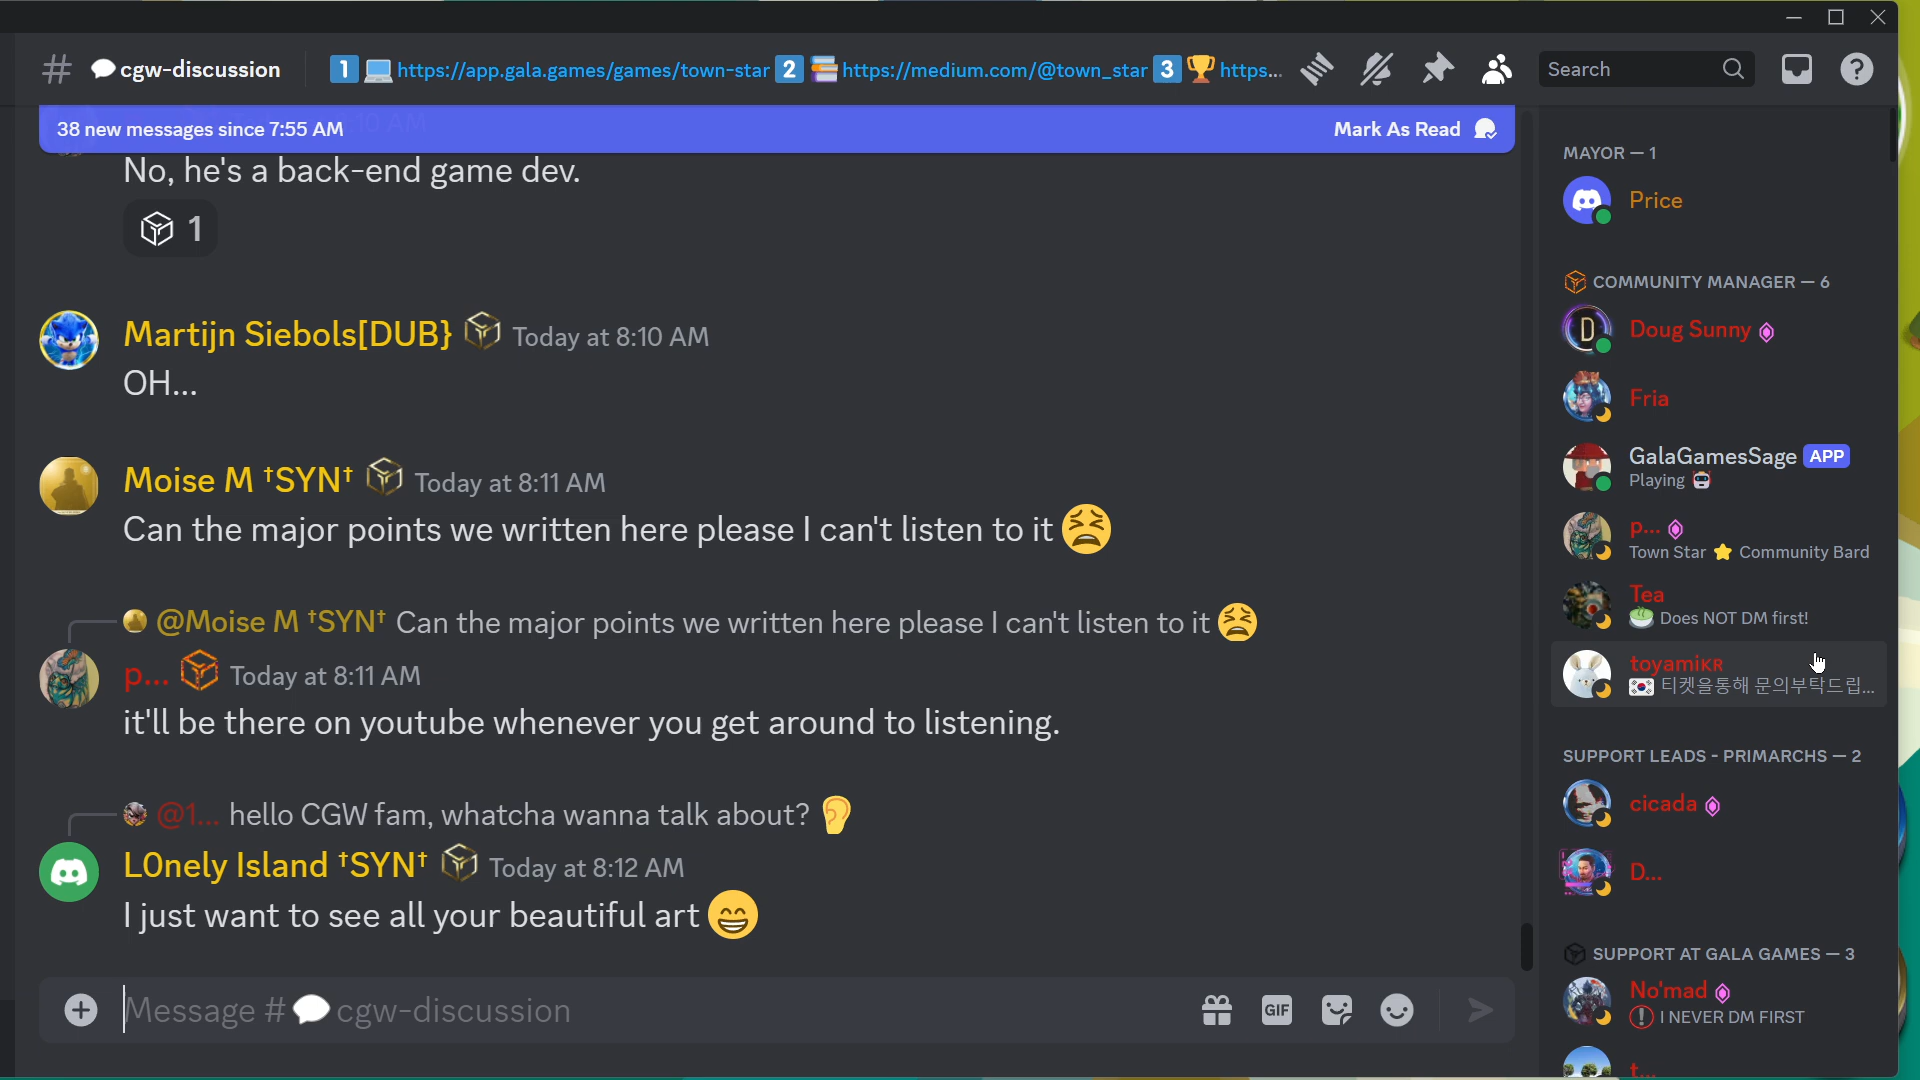 cgw-discussion
1 https://app.gala.games/games/town-star 2 https://medium.com/@town_star 3 https...
Search
38 new messages since 7:55 AM
Mark As Read
No, he's a back-end game dev.
1
Martijn Siebols[DUB} Today at 8:10 AM
OH...
Moise M †SYN† Today at 8:11 AM
Can the major points we written here please I can't listen to it
@Moise M †SYN† Can the major points we written here please I can't listen to it
p... Today at 8:11 AM
it'll be there on youtube whenever you get around to listening.
@1... hello CGW fam, whatcha wanna talk about?
L0nely Island †SYN† Today at 8:12 AM
I just want to see all your beautiful art
Message # cgw-discussion
GIF
MAYOR — 1
Price
COMMUNITY MANAGER — 6
D
Doug Sunny
Fria
GalaGamesSage APP
Playing
p...
Town Star Community Bard
Tea
Does NOT DM first!
toyamiKR
티켓을통해 문의부탁드립...
SUPPORT LEADS - PRIMARCHS — 2
cicada
D...
SUPPORT AT GALA GAMES — 3
No'mad
I NEVER DM FIRST
t...